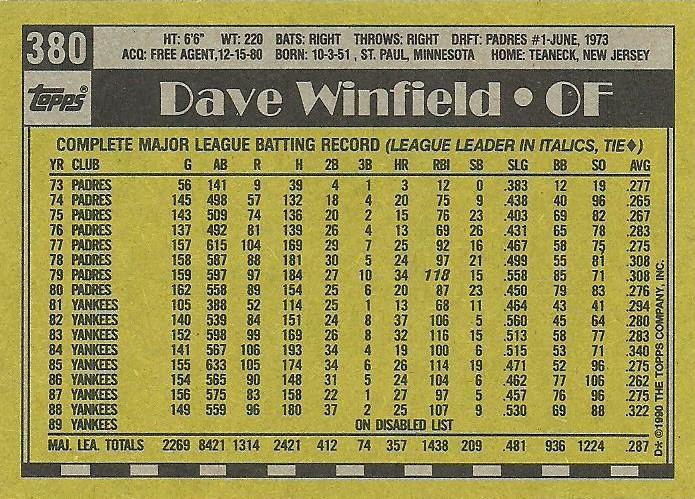 380
HT: 6'6" WT: 220 BATS: RIGHT THROWS: RIGHT DRFT: PADRES #1-JUNE, 1973
ACQ: FREE AGENT,12-15-80 BORN: 10-3-51 , ST. PAUL, MINNESOTA HOME: TEANECK, NEW JERSEY
topps®
Dave Winfield • OF
COMPLETE MAJOR LEAGUE BATTING RECORD (LEAGUE LEADER IN ITALICS, TIE♦)
YR CLUB G AB R H 2B 3B HR RBI SB SLG BB SO AVG
73 PADRES 56 141 9 39 4 1 3 12 0 .383 12 19 .277
74 PADRES 145 498 57 132 18 4 20 75 9 .438 40 96 .265
75 PADRES 143 509 74 136 20 2 15 76 23 .403 69 82 .267
76 PADRES 137 492 81 139 26 4 13 69 26 .431 65 78 .283
77 PADRES 157 615 104 169 29 7 25 92 16 .467 58 75 .275
78 PADRES 158 587 88 181 30 5 24 97 21 .499 55 81 .308
79 PADRES 159 597 97 184 27 10 34 118 15 .558 85 71 .308
80 PADRES 162 558 89 154 25 6 20 87 23 .450 79 83 .276
81 YANKEES 105 388 52 114 25 1 13 68 11 .464 43 41 .294
82 YANKEES 140 539 84 151 24 8 37 106 5 .560 45 64 .280
83 YANKEES 152 598 99 169 26 8 32 116 15 .513 58 77 .283
84 YANKEES 141 567 106 193 34 4 19 100 6 .515 53 71 .340
85 YANKEES 155 633 105 174 34 6 26 114 19 .471 52 96 .275
86 YANKEES 154 565 90 148 31 5 24 104 6 .462 77 106 .262
87 YANKEES 156 575 83 158 22 1 27 97 5 .457 76 96 .275
88 YANKEES 149 559 96 180 37 2 25 107 9 .530 69 88 .322
89 YANKEES ON DISABLED LIST
MAJ. LEA. TOTALS 2269 8421 1314 2421 412 74 357 1438 209 .481 936 1224 .287
D* ©1990 THE TOPPS COMPANY, INC.